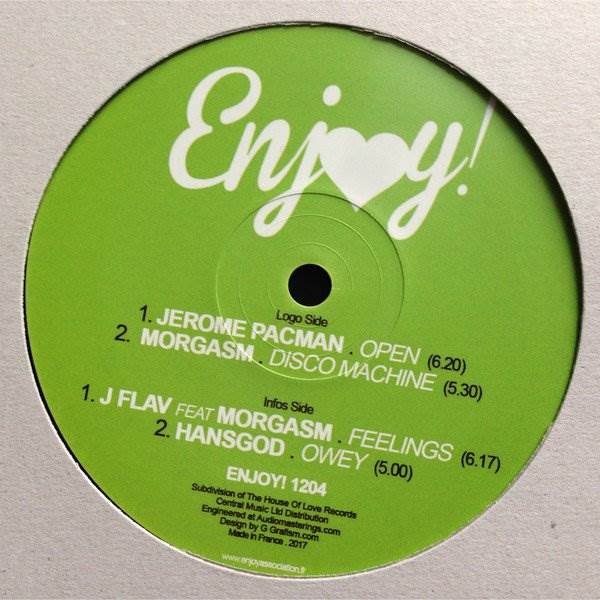 Enjoy!
Logo Side
1. JEROME PACMAN . OPEN (6.20)
2. MORGASM . DISCO MACHINE (5.30)
Infos Side
1. J FLAV FEAT MORGASM . FEELINGS (6.17)
2. HANSGOD . OWEY (5.00)
ENJOY! 1204
Subdivision of The House Of Love Records
Central Music Ltd Distribution
Engineered at Audiomasterings.com
Design by G Grafism.com
Made in France . 2017
www.enjoyassociation.fr